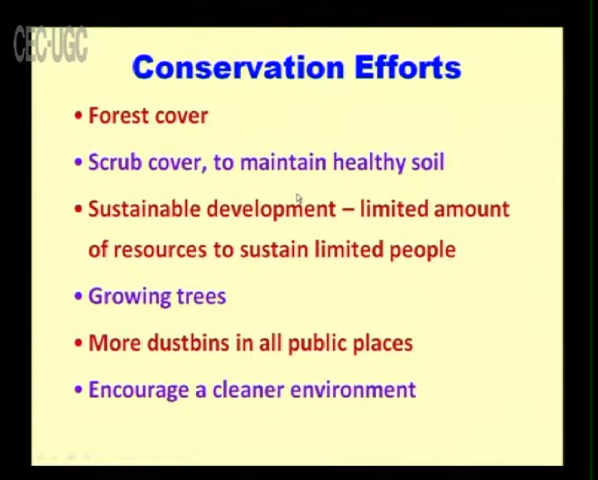 CEC-UGC
Conservation Efforts
• Forest cover
• Scrub cover, to maintain healthy soil
• Sustainable development – limited amount
of resources to sustain limited people
• Growing trees
• More dustbins in all public places
• Encourage a cleaner environment